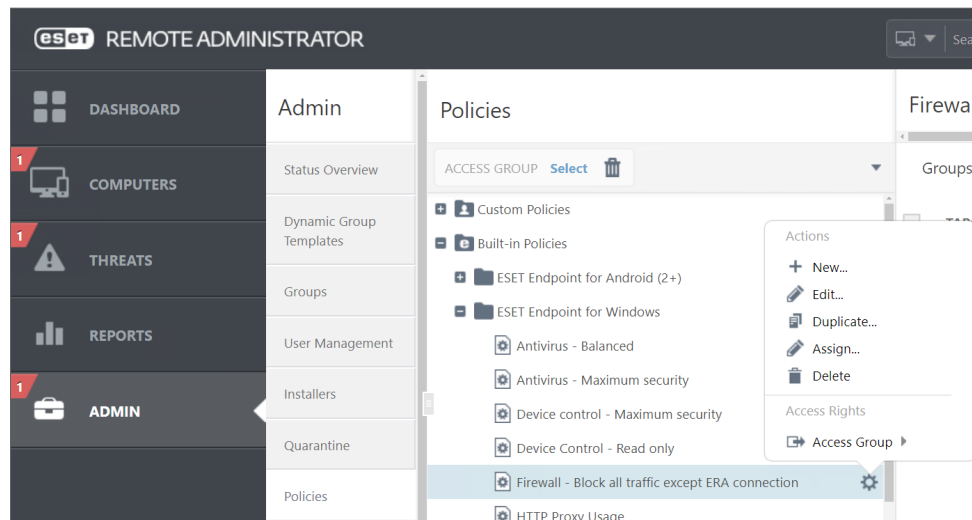 eset REMOTE ADMINISTRATOR
DASHBOARD
1
COMPUTERS
1
THREATS
REPORTS
1
ADMIN
Admin
Status Overview
Dynamic Group
Templates
Groups
User Management
Installers
Quarantine
Policies
Policies
ACCESS GROUP Select
Custom Policies
Built-in Policies
ESET Endpoint for Android (2+)
ESET Endpoint for Windows
Antivirus - Balanced
Antivirus - Maximum security
Device control - Maximum security
Device Control - Read only
Firewall - Block all traffic except ERA connection
HTTP Proxy Usage
Sea
Firewa
Groups
Actions
New...
Edit...
Duplicate...
Assign...
Delete
Access Rights
Access Group